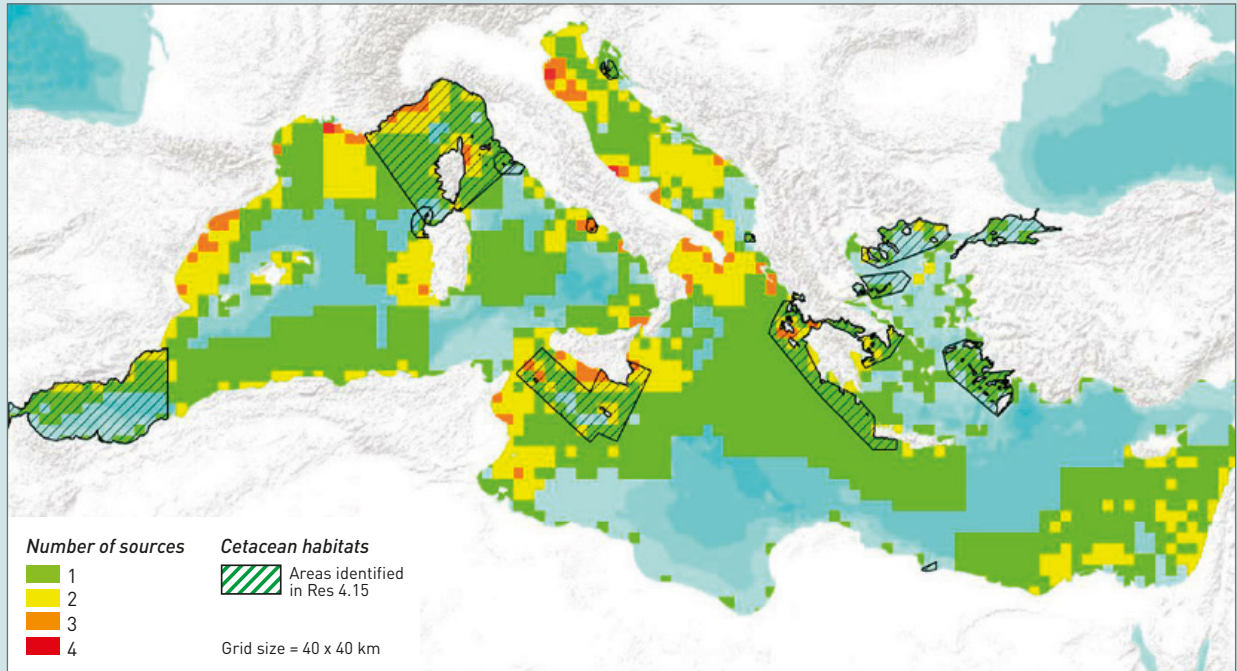 Number of sources
1
2
3
4
Cetacean habitats
Areas identified
in Res 4.15
Grid size = 40 x 40 km